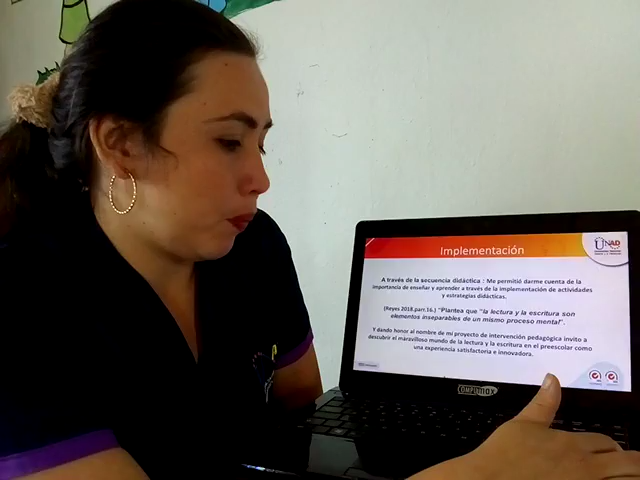 Implementación
UNAD
A través de la secuencia didáctica : Me permitió darme cuenta de la
importancia de enseñar y aprender a través de la implementación de actividades
y estrategias didácticas.
(Reyes 2018.parr.16.) "Plantea que "la lectura y la escritura son
elementos inseparables de un mismo proceso mental".
Y dando honor al nombre de mi proyecto de intervención pedagógica invito a
descubrir el maravilloso mundo de la lectura y la escritura en el preescolar como
una experiencia satisfactoria e innovadora.
COMPUMAX